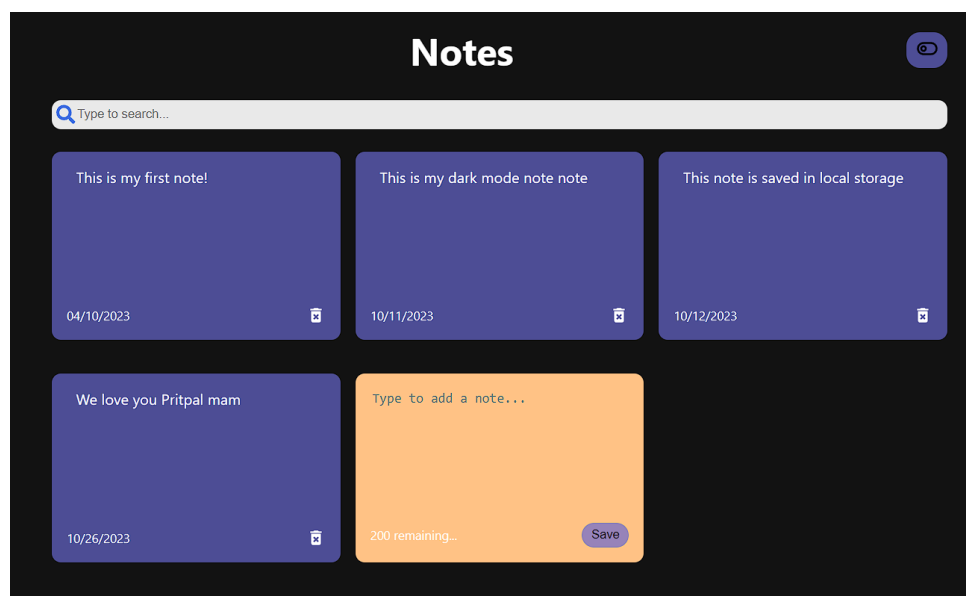 Notes
Type to search...
This is my first note!
This is my dark mode note note
This note is saved in local storage
04/10/2023
10/11/2023
10/12/2023
We love you Pritpal mam
Type to add a note...
10/26/2023
200 remaining...
Save